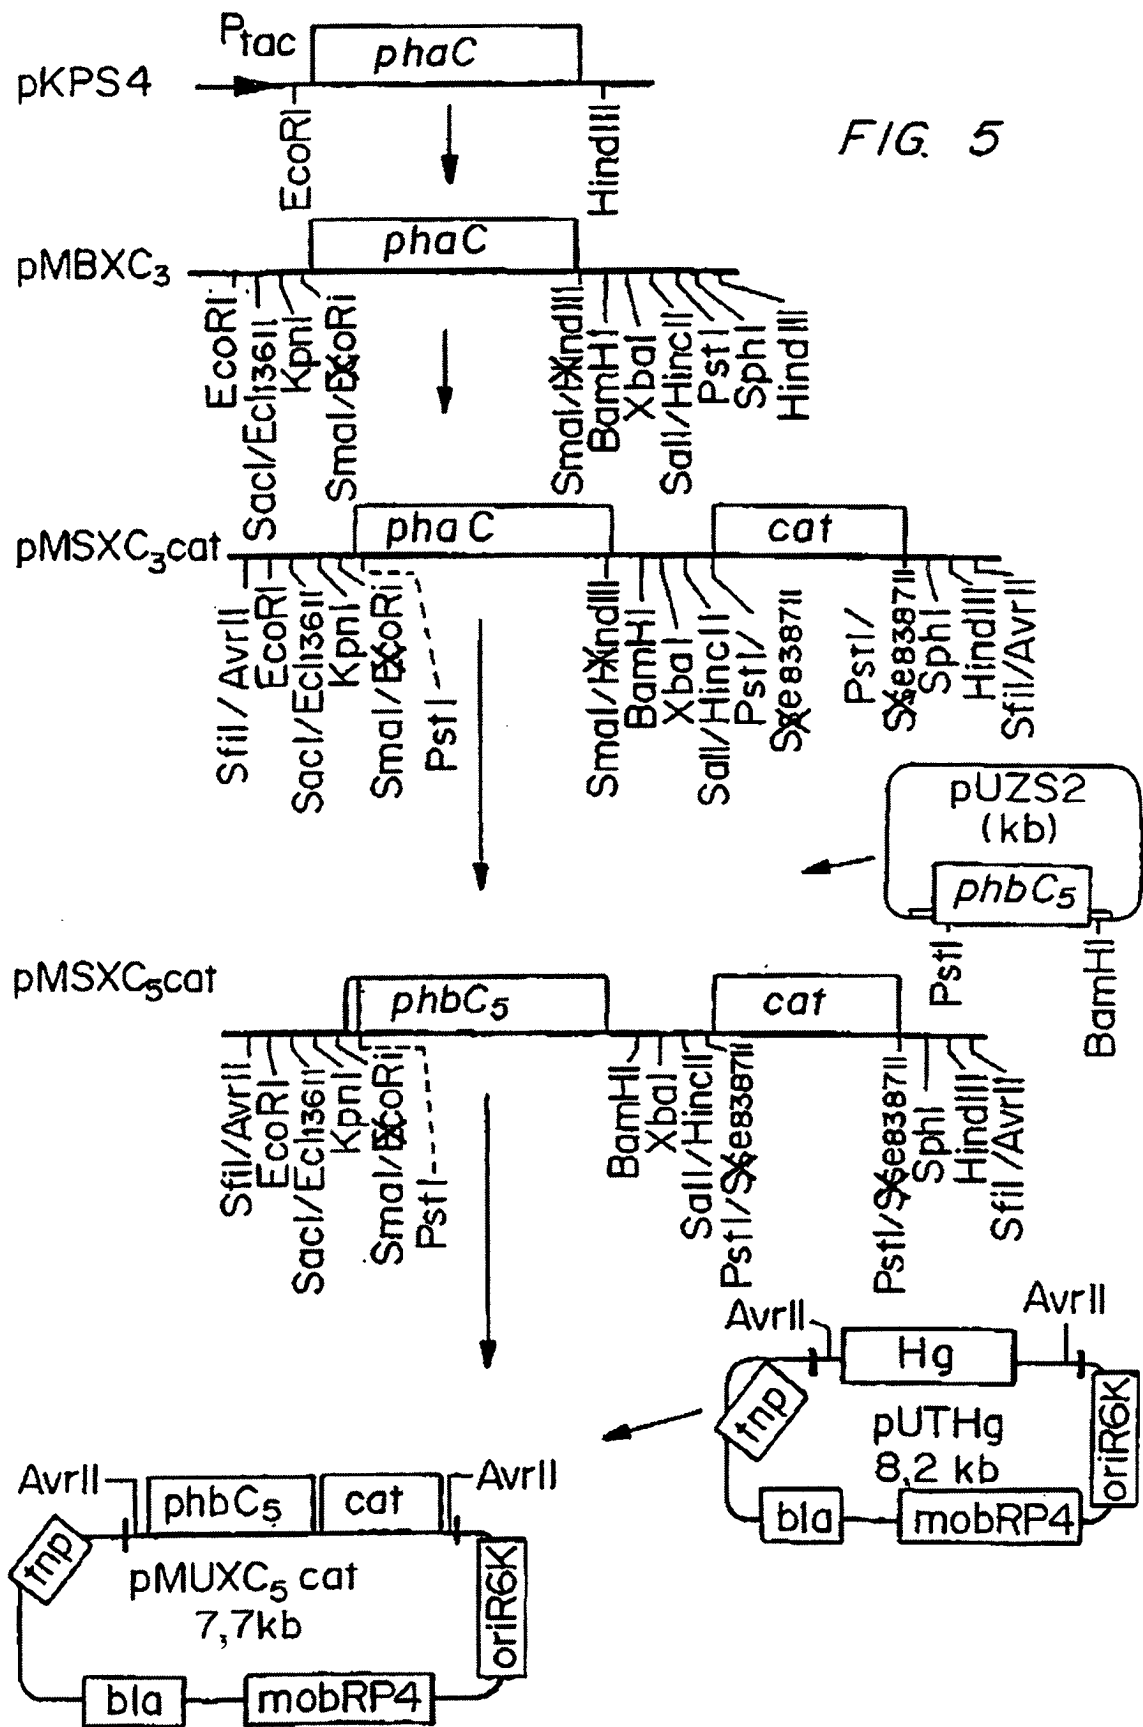 Ptac
phaC
pKPS4
EcoRI
HindIII
FIG. 5
phaC
pMBXC3
EcoRI
SacI/Ecl136II
KpnI
SmaI/EcoRi
SmaI/HindIII
BamHI
XbaI
SalI/HincII
PstI
SphI
HindIII
phaC
cat
pMSXC3cat
SfiI/AvrII
EcoRI
SacI/Ecl136II
KpnI
SmaI/EcoRi
PstI
SmaI/HindIII
BamHI
XbaI
SalI/HincII
PstI/
Sse8387II
PstI/
Sse8387II
SphI
HindIII
SfiI/AvrII
pUZS2
(kb)
phbC5
PstI
BamHI
pMSXC5cat
phbC5
cat
SfiI/AvrII
EcoRI
SacI/Ecl136II
KpnI
SmaI/EcoRi
PstI
BamHI
XbaI
SalI/HincII
PstI/Sse8387II
PstI/Sse8387II
SphI
HindIII
SfiI/AvrII
AvrII
AvrII
Hg
tnp
pUTHg
8,2 kb
oriR6K
bla
mobRP4
AvrII
AvrII
phbC5
cat
tnp
pMUXC5cat
7,7kb
oriR6K
bla
mobRP4